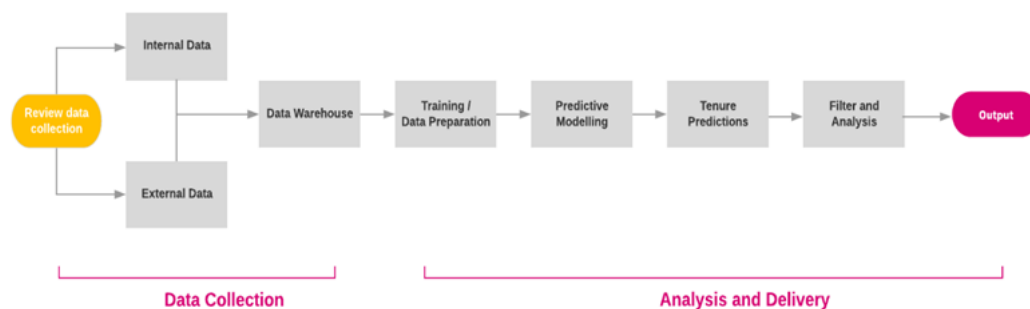 Internal Data
Review data
collection
Data Warehouse
Training /
Data Preparation
Predictive
Modelling
Tenure
Predictions
Filter and
Analysis
Output
External Data
Data Collection
Analysis and Delivery